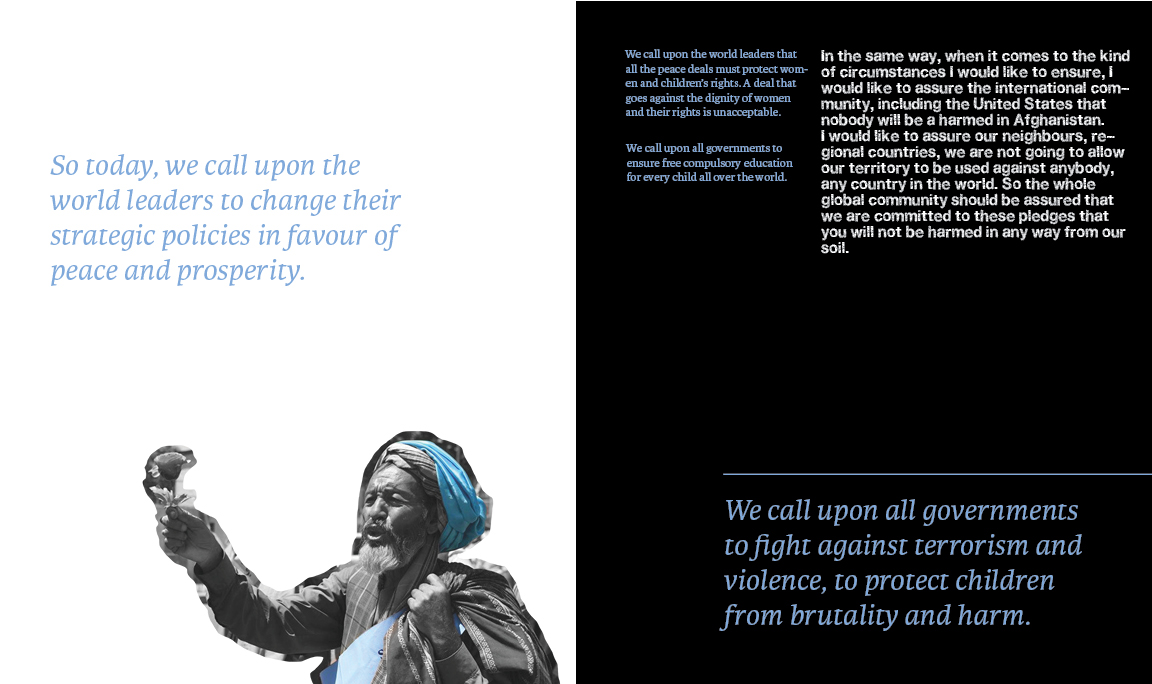 So today, we call upon the
world leaders to change their
strategic policies in favour of
peace and prosperity.
We call upon the world leaders that
all the peace deals must protect wom-
en and children's rights. A deal that
goes against the dignity of women
and their rights is unacceptable.
We call upon all governments to
ensure free compulsory education
for every child all over the world.
In the same way, when it comes to the kind
of circumstances I would like to ensure, I
would like to assure the international com-
munity, including the United States that
nobody will be a harmed in Afghanistan.
I would like to assure our neighbours, re-
gional countries, we are not going to allow
our territory to be used against anybody,
any country in the world. So the whole
global community should be assured that
we are committed to these pledges that
you will not be harmed in any way from our
soil.
We call upon all governments
to fight against terrorism and
violence, to protect children
from brutality and harm.